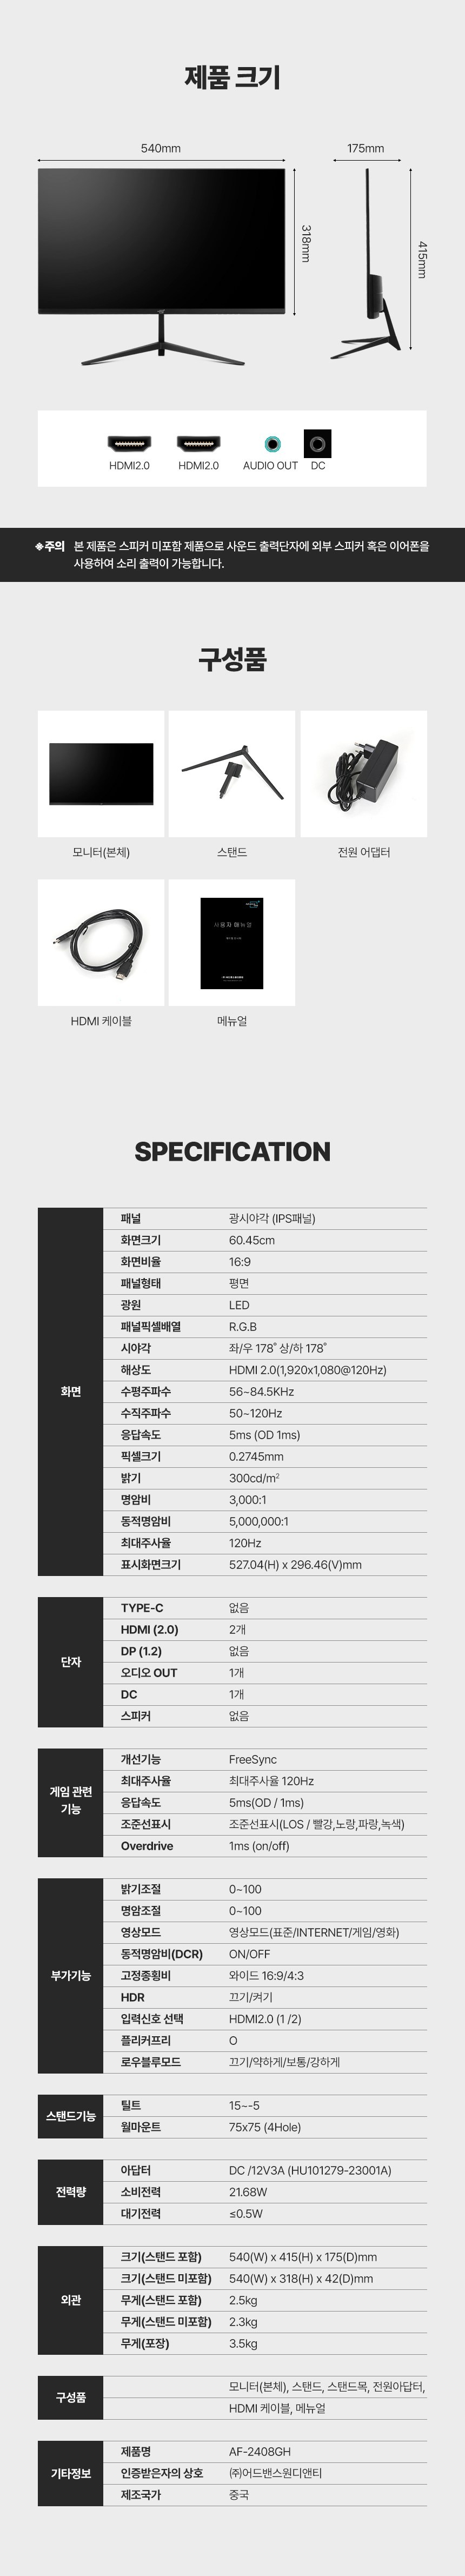 제품 크기
540mm
175mm
318mm
415mm
HDMI2.0
HDMI2.0
AUDIO OUT
DC
※주의 본 제품은 스피커 미포함 제품으로 사운드 출력단자에 외부 스피커 혹은 이어폰을
사용하여 소리 출력이 가능합니다.
구성품
모니터(본체)
스탠드
전원 어댑터
사용자 매뉴얼
HDMI 케이블
메뉴얼
SPECIFICATION
화면
패널 광시야각 (IPS패널)
화면크기 60.45cm
화면비율 16:9
패널형태 평면
광원 LED
패널픽셀배열 R.G.B
시야각 좌/우 178˚ 상/하 178˚
해상도 HDMI 2.0(1,920x1,080@120Hz)
수평주파수 56~84.5KHz
수직주파수 50~120Hz
응답속도 5ms (OD 1ms)
픽셀크기 0.2745mm
밝기 300cd/m²
명암비 3,000:1
동적명암비 5,000,000:1
최대주사율 120Hz
표시화면크기 527.04(H) x 296.46(V)mm
단자
TYPE-C 없음
HDMI (2.0) 2개
DP (1.2) 없음
오디오 OUT 1개
DC 1개
스피커 없음
게임 관련
기능
개선기능 FreeSync
최대주사율 최대주사율 120Hz
응답속도 5ms(OD / 1ms)
조준선표시 조준선표시(LOS / 빨강,노랑,파랑,녹색)
Overdrive 1ms (on/off)
부가기능
밝기조절 0~100
명암조절 0~100
영상모드 영상모드(표준/INTERNET/게임/영화)
동적명암비(DCR) ON/OFF
고정종횡비 와이드 16:9/4:3
HDR 끄기/켜기
입력신호 선택 HDMI2.0 (1 /2)
플리커프리 O
로우블루모드 끄기/약하게/보통/강하게
스탠드기능
틸트 15~-5
월마운트 75x75 (4Hole)
전력량
아답터 DC /12V3A (HU101279-23001A)
소비전력 21.68W
대기전력 ≤0.5W
외관
크기(스탠드 포함) 540(W) x 415(H) x 175(D)mm
크기(스탠드 미포함) 540(W) x 318(H) x 42(D)mm
무게(스탠드 포함) 2.5kg
무게(스탠드 미포함) 2.3kg
무게(포장) 3.5kg
구성품
모니터(본체), 스탠드, 스탠드목, 전원아답터,
HDMI 케이블, 메뉴얼
기타정보
제품명 AF-2408GH
인증받은자의 상호 ㈜어드밴스원디앤티
제조국가 중국